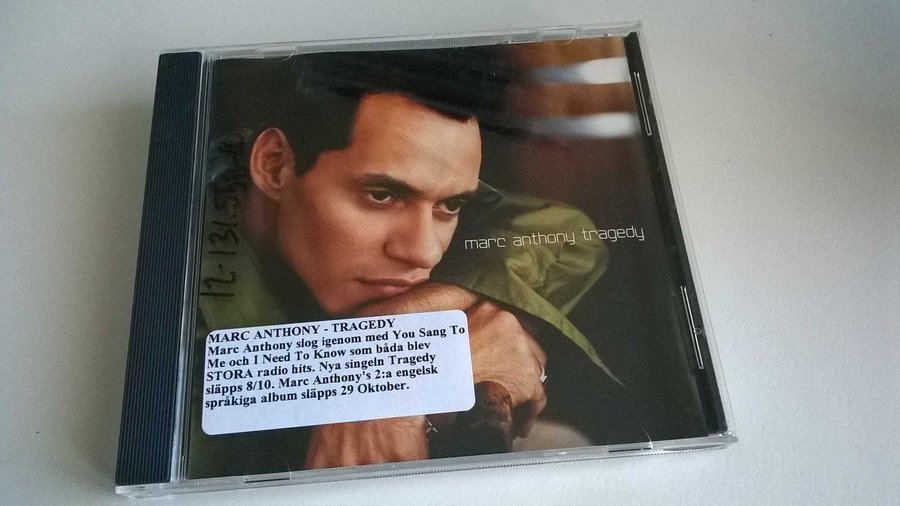 marc anthony tragedy
MARC ANTHONY - TRAGEDY
Marc Anthony slog igenom med You Sang To
Me och I Need To Know som båda blev
STORA radio hits. Nya singeln Tragedy
släpps 8/10. Marc Anthony's 2:a engelsk
språkiga album släpps 29 Oktober.